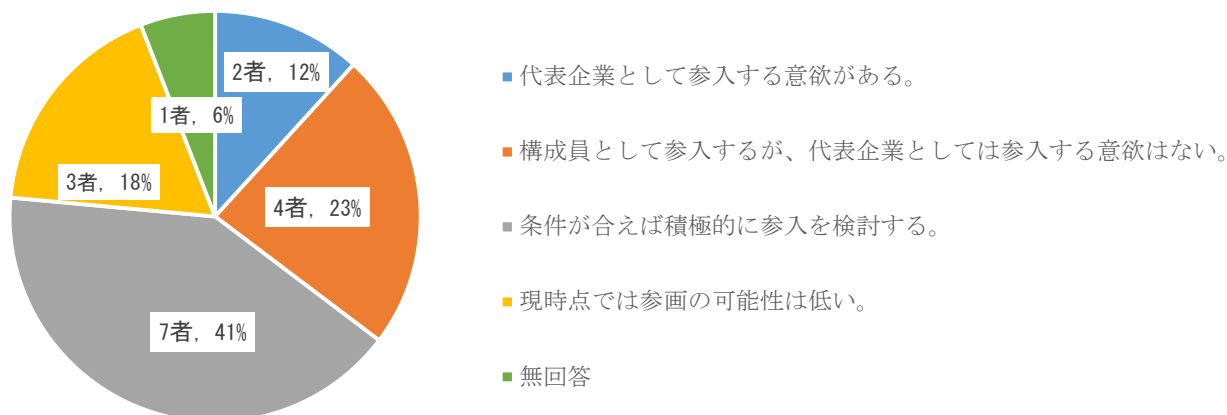 2者, 12%
4者, 23%
7者, 41%
3者, 18%
1者, 6%
代表企業として参入する意欲がある。
構成員として参入するが、代表企業としては参入する意欲はない。
条件が合えば積極的に参入を検討する。
現時点では参画の可能性は低い。
無回答